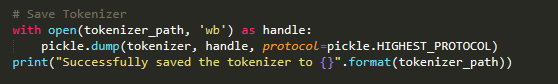 # Save Tokenizer
with open(tokenizer_path, 'wb') as handle:
    pickle.dump(tokenizer, handle, protocol=pickle.HIGHEST_PROTOCOL)
print("Successfully saved the tokenizer to {}".format(tokenizer_path))